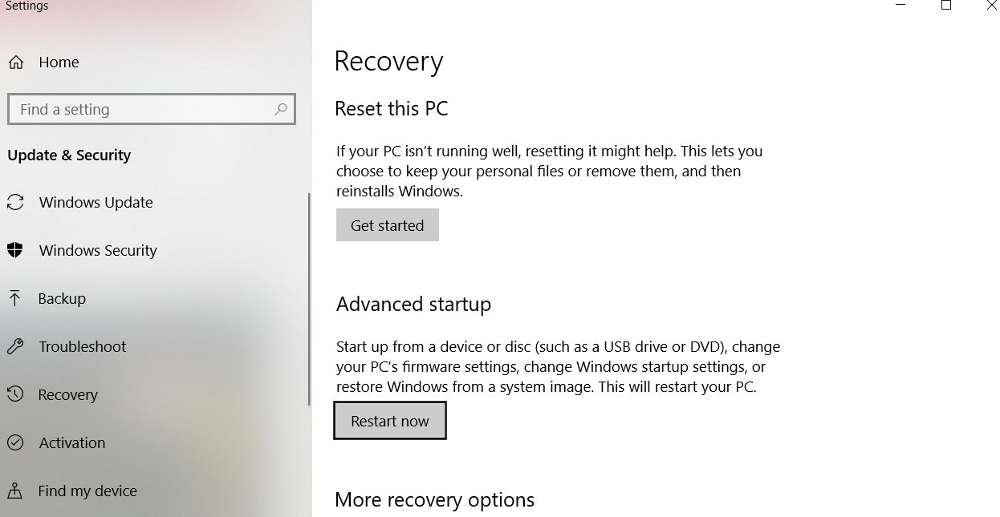 Settings
Home
Find a setting
Update & Security
Windows Update
Windows Security
Backup
Troubleshoot
Recovery
Activation
Find my device
Recovery
Reset this PC
If your PC isn’t running well, resetting it might help. This lets you
choose to keep your personal files or remove them, and then
reinstalls Windows.
Get started
Advanced startup
Start up from a device or disc (such as a USB drive or DVD), change
your PC’s firmware settings, change Windows startup settings, or
restore Windows from a system image. This will restart your PC.
Restart now
More recovery options